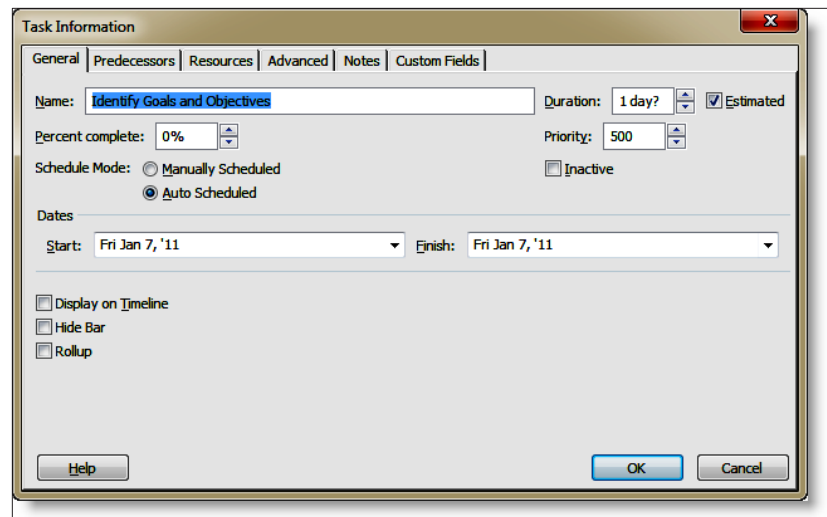 Task Information X
General Predecessors Resources Advanced Notes Custom Fields
Name: Identify Goals and Objectives Duration: 1 day? Estimated
Percent complete: 0% Priority: 500
Schedule Mode: Manually Scheduled Inactive
Auto Scheduled
Dates
Start: Fri Jan 7, '11 Finish: Fri Jan 7, '11
Display on Timeline
Hide Bar
Rollup
Help OK Cancel